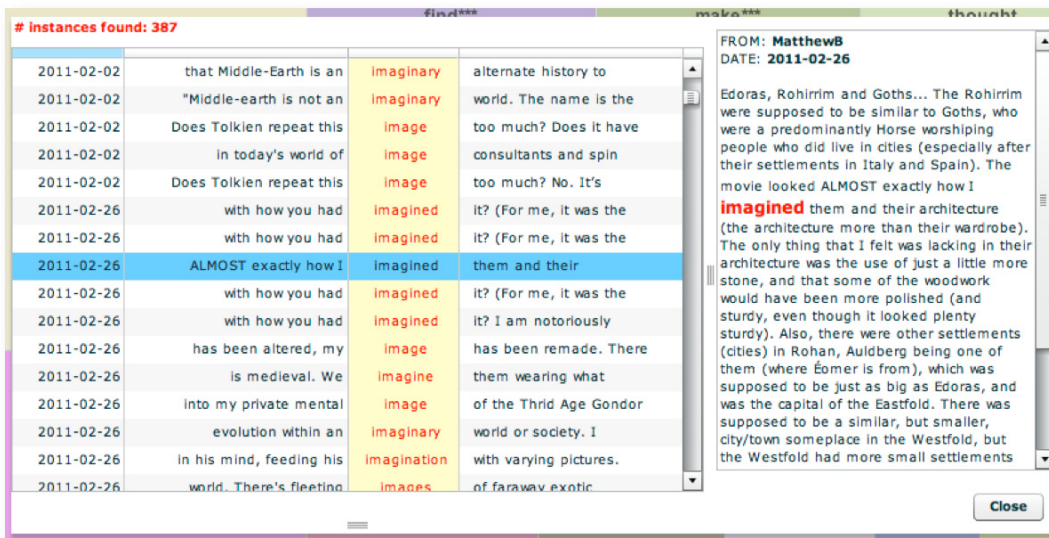 find*** make*** thought
# instances found: 387
2011-02-02 that Middle-Earth is an imaginary alternate history to
2011-02-02 "Middle-earth is not an imaginary world. The name is the
2011-02-02 Does Tolkien repeat this image too much? Does it have
2011-02-02 in today's world of image consultants and spin
2011-02-02 Does Tolkien repeat this image too much? No. It's
2011-02-26 with how you had imagined it? (For me, it was the
2011-02-26 with how you had imagined it? (For me, it was the
2011-02-26 ALMOST exactly how I imagined them and their
2011-02-26 with how you had imagined it? (For me, it was the
2011-02-26 with how you had imagined it? I am notoriously
2011-02-26 has been altered, my image has been remade. There
2011-02-26 is medieval. We imagine them wearing what
2011-02-26 into my private mental image of the Thrid Age Gondor
2011-02-26 evolution within an imaginary world or society. I
2011-02-26 in his mind, feeding his imagination with varying pictures.
2011-02-26 world. There's fleeting images of faraway exotic
FROM: MatthewB
DATE: 2011-02-26
Edoras, Rohirrim and Goths... The Rohirrim
were supposed to be similar to Goths, who
were a predominantly Horse worshiping
people who did live in cities (especially after
their settlements in Italy and Spain). The
movie looked ALMOST exactly how I
imagined them and their architecture
(the architecture more than their wardrobe).
The only thing that I felt was lacking in their
architecture was the use of just a little more
stone, and that some of the woodwork
would have been more polished (and
sturdy, even though it looked plenty
sturdy). Also, there were other settlements
(cities) in Rohan, Auldberg being one of
them (where Éomer is from), which was
supposed to be just as big as Edoras, and
was the capital of the Eastfold. There was
supposed to be a similar, but smaller,
city/town someplace in the Westfold, but
the Westfold had more small settlements
Close